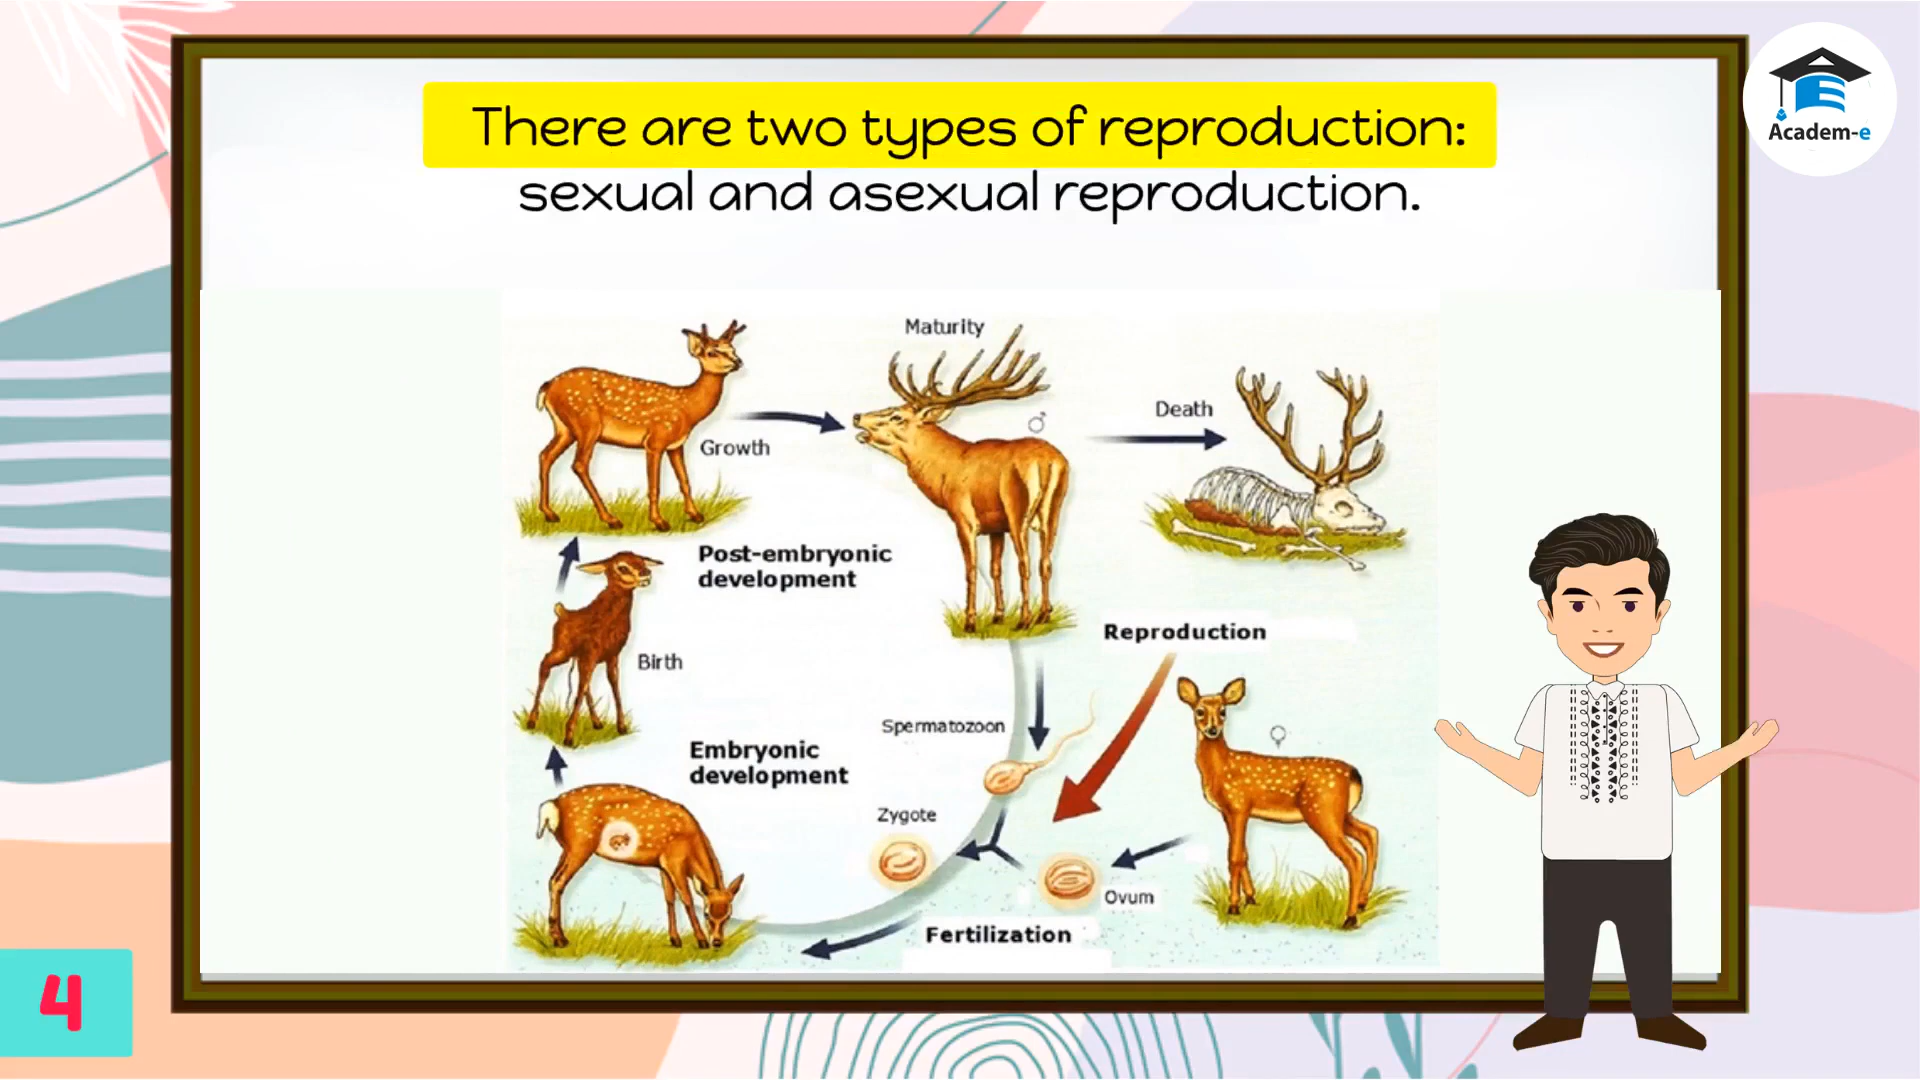 There are two types of reproduction:
sexual and asexual reproduction.
Academ-e
Maturity
Death
♂
Growth
Post-embryonic
development
Reproduction
Birth
Spermatozoon
♀
Embryonic
development
Zygote
Ovum
Fertilization
4